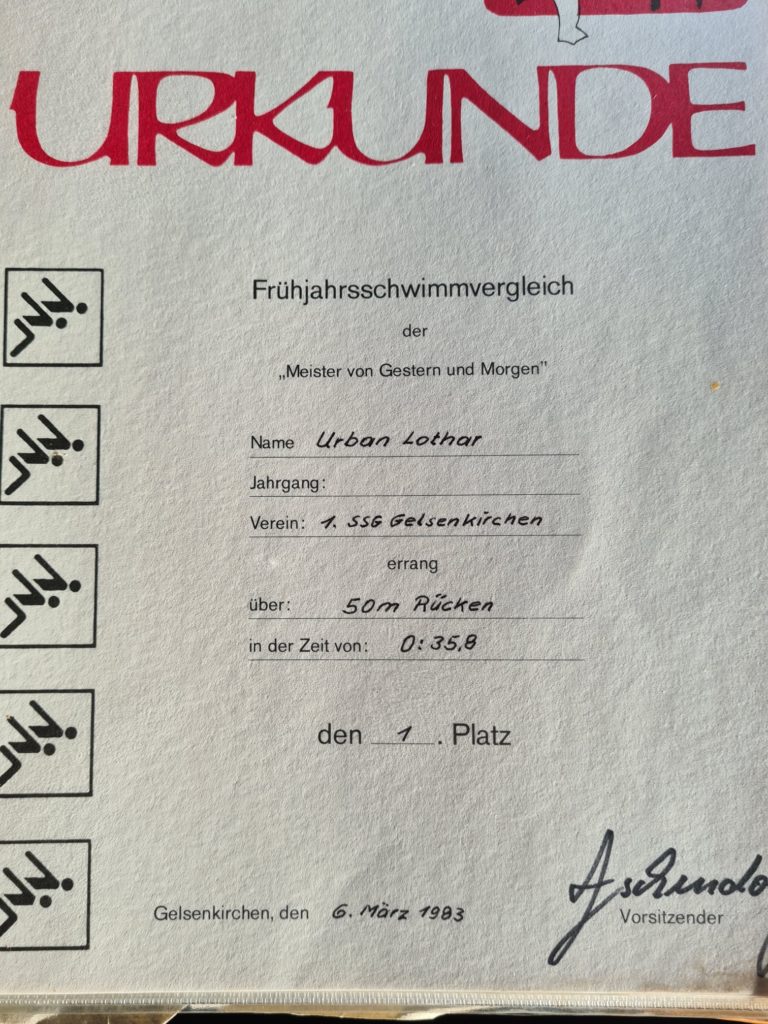 URKUNDE
Frühjahrsschwimmvergleich
der
„Meister von Gestern und Morgen”
Name Urban Lothar
Jahrgang:
Verein: 1. SSG Gelsenkirchen
errang
über: 50m Rücken
in der Zeit von: 0:35,8
den 1. Platz
Gelsenkirchen, den 6. März 1983
Vorsitzender